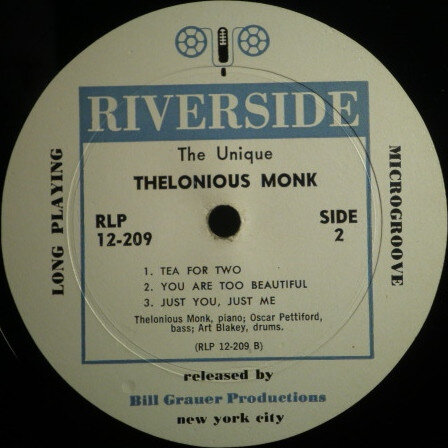 RIVERSIDE
LONG PLAYING
MICROGROOVE
The Unique
THELONIOUS MONK
RLP
12-209
SIDE
2
1. TEA FOR TWO
2. YOU ARE TOO BEAUTIFUL
3. JUST YOU, JUST ME
Thelonious Monk, piano; Oscar Pettiford,
bass; Art Blakey, drums.
(RLP 12-209 B)
released by
Bill Grauer Productions
new york city